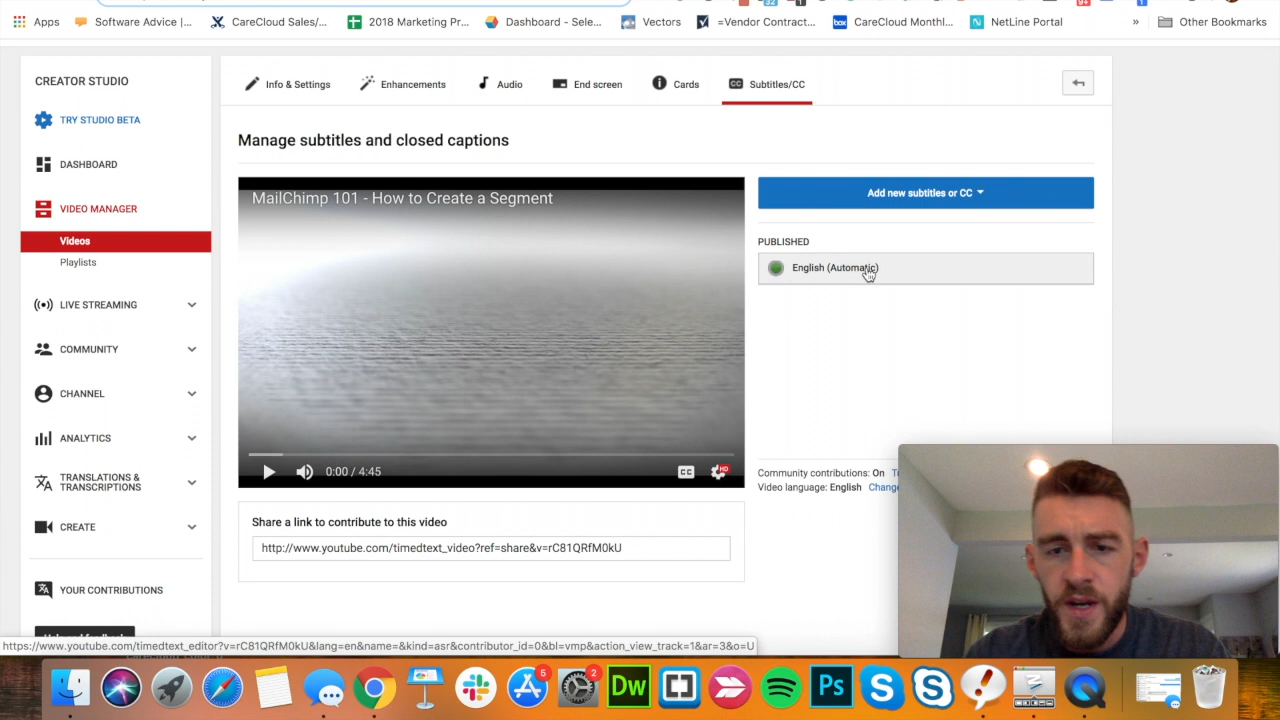 Apps
Software Advice |...
CareCloud Sales/...
2018 Marketing Pr...
Dashboard - Sele...
Vectors
=Vendor Contract...
CareCloud Monthl...
NetLine Portal
»
Other Bookmarks
CREATOR STUDIO
TRY STUDIO BETA
DASHBOARD
VIDEO MANAGER
Videos
Playlists
LIVE STREAMING
COMMUNITY
CHANNEL
ANALYTICS
TRANSLATIONS &
TRANSCRIPTIONS
CREATE
YOUR CONTRIBUTIONS
Info & Settings
Enhancements
Audio
End screen
Cards
CC Subtitles/CC
Manage subtitles and closed captions
MailChimp 101 - How to Create a Segment
0:00 / 4:45
CC
HD
Share a link to contribute to this video
http://www.youtube.com/timedtext_video?ref=share&v=rC81QRfM0kU
Add new subtitles or CC
PUBLISHED
English (Automatic)
Community contributions: On
Video language: English Change
https://www.youtube.com/timedtext_editor?v=rC81QRfM0kU&lang=en&name=&kind=asr&contributor_id=0&bl=vmp&action_view_track=1&ar=3&o=U
5
2
Dw
Ps